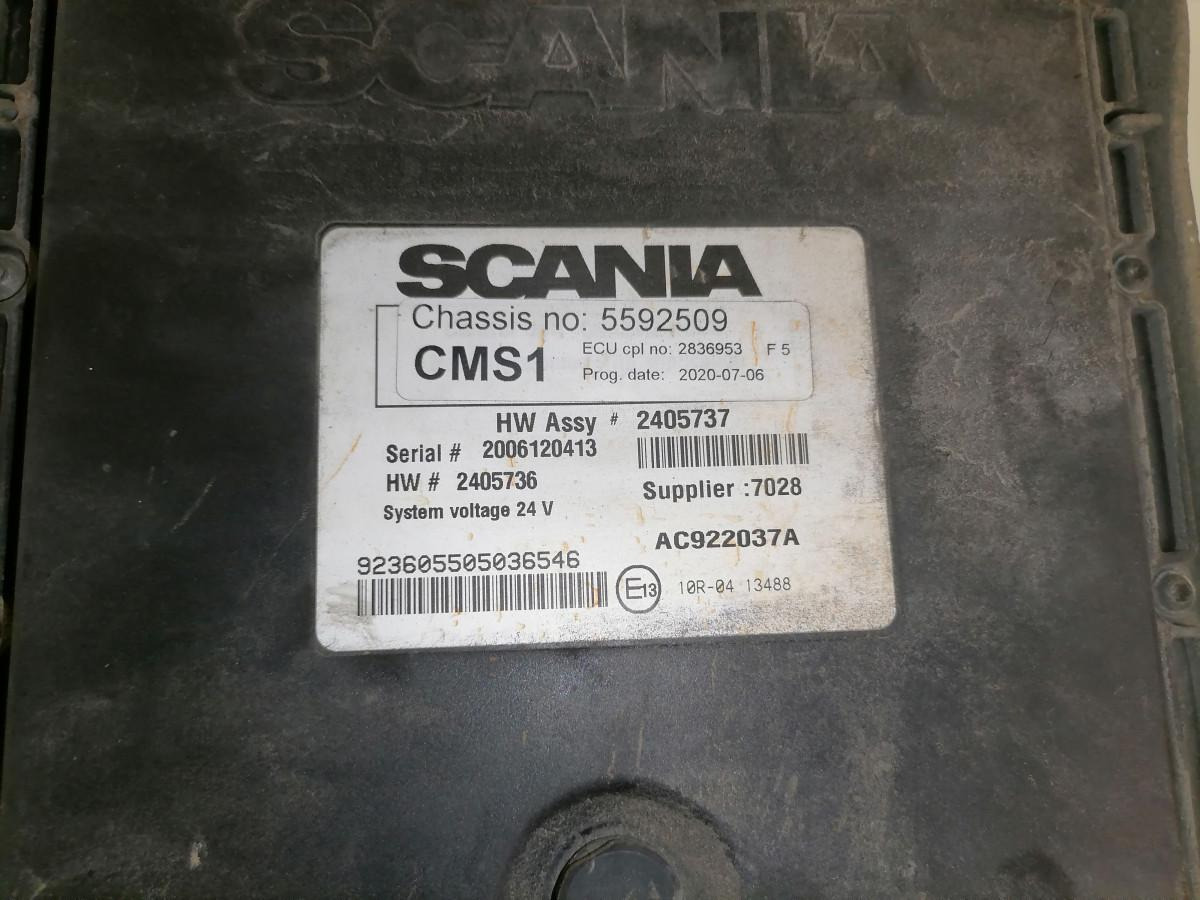 SCANIA
SCANIA
Chassis no: 5592509
CMS1
ECU cpl no: 2836953 F 5
Prog. date: 2020-07-06
HW Assy # 2405737
Serial # 2006120413
HW # 2405736
Supplier :7028
System voltage 24 V
AC922037A
923605505036546
E13 10R-04 13488